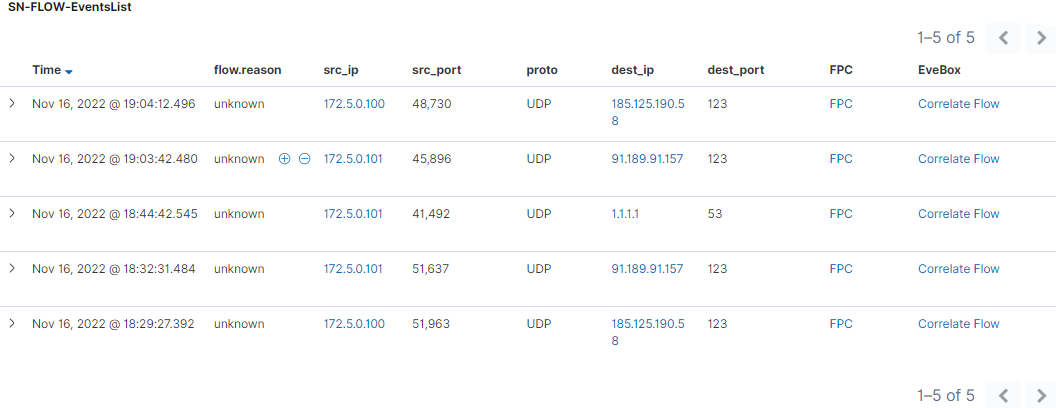 SN-FLOW-EventsList
1–5 of 5
Time flow.reason src_ip src_port proto dest_ip dest_port FPC EveBox
Nov 16, 2022 @ 19:04:12.496 unknown 172.5.0.100 48,730 UDP 185.125.190.5 123 FPC Correlate Flow
8
Nov 16, 2022 @ 19:03:42.480 unknown 172.5.0.101 45,896 UDP 91.189.91.157 123 FPC Correlate Flow
Nov 16, 2022 @ 18:44:42.545 unknown 172.5.0.101 41,492 UDP 1.1.1.1 53 FPC Correlate Flow
Nov 16, 2022 @ 18:32:31.484 unknown 172.5.0.101 51,637 UDP 91.189.91.157 123 FPC Correlate Flow
Nov 16, 2022 @ 18:29:27.392 unknown 172.5.0.100 51,963 UDP 185.125.190.5 123 FPC Correlate Flow
8
1–5 of 5